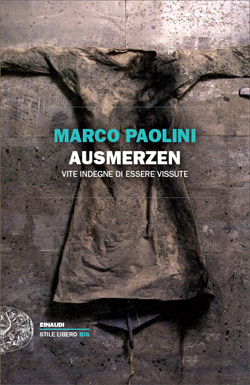 MARCO PAOLINI
AUSMERZEN
VITE INDEGNE DI ESSERE VISSUTE
EINAUDI
STILE LIBERO BIG